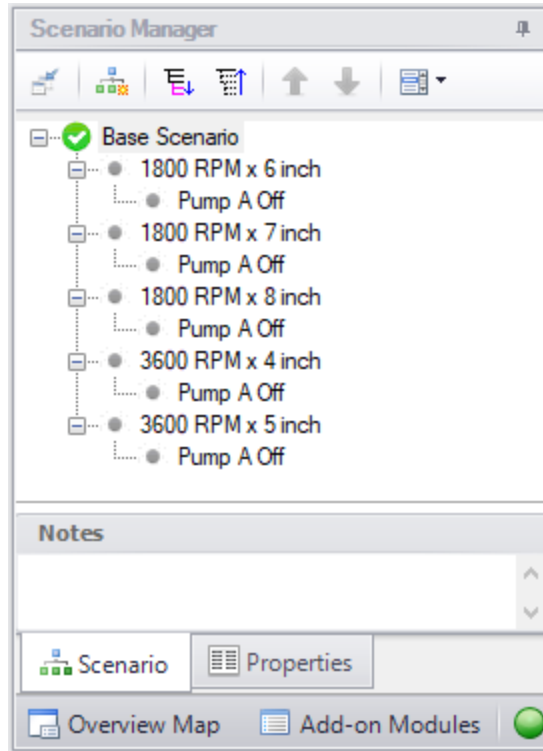 Scenario Manager
Base Scenario
1800 RPM x 6 inch
Pump A Off
1800 RPM x 7 inch
Pump A Off
1800 RPM x 8 inch
Pump A Off
3600 RPM x 4 inch
Pump A Off
3600 RPM x 5 inch
Pump A Off
Notes
Scenario Properties
Overview Map Add-on Modules